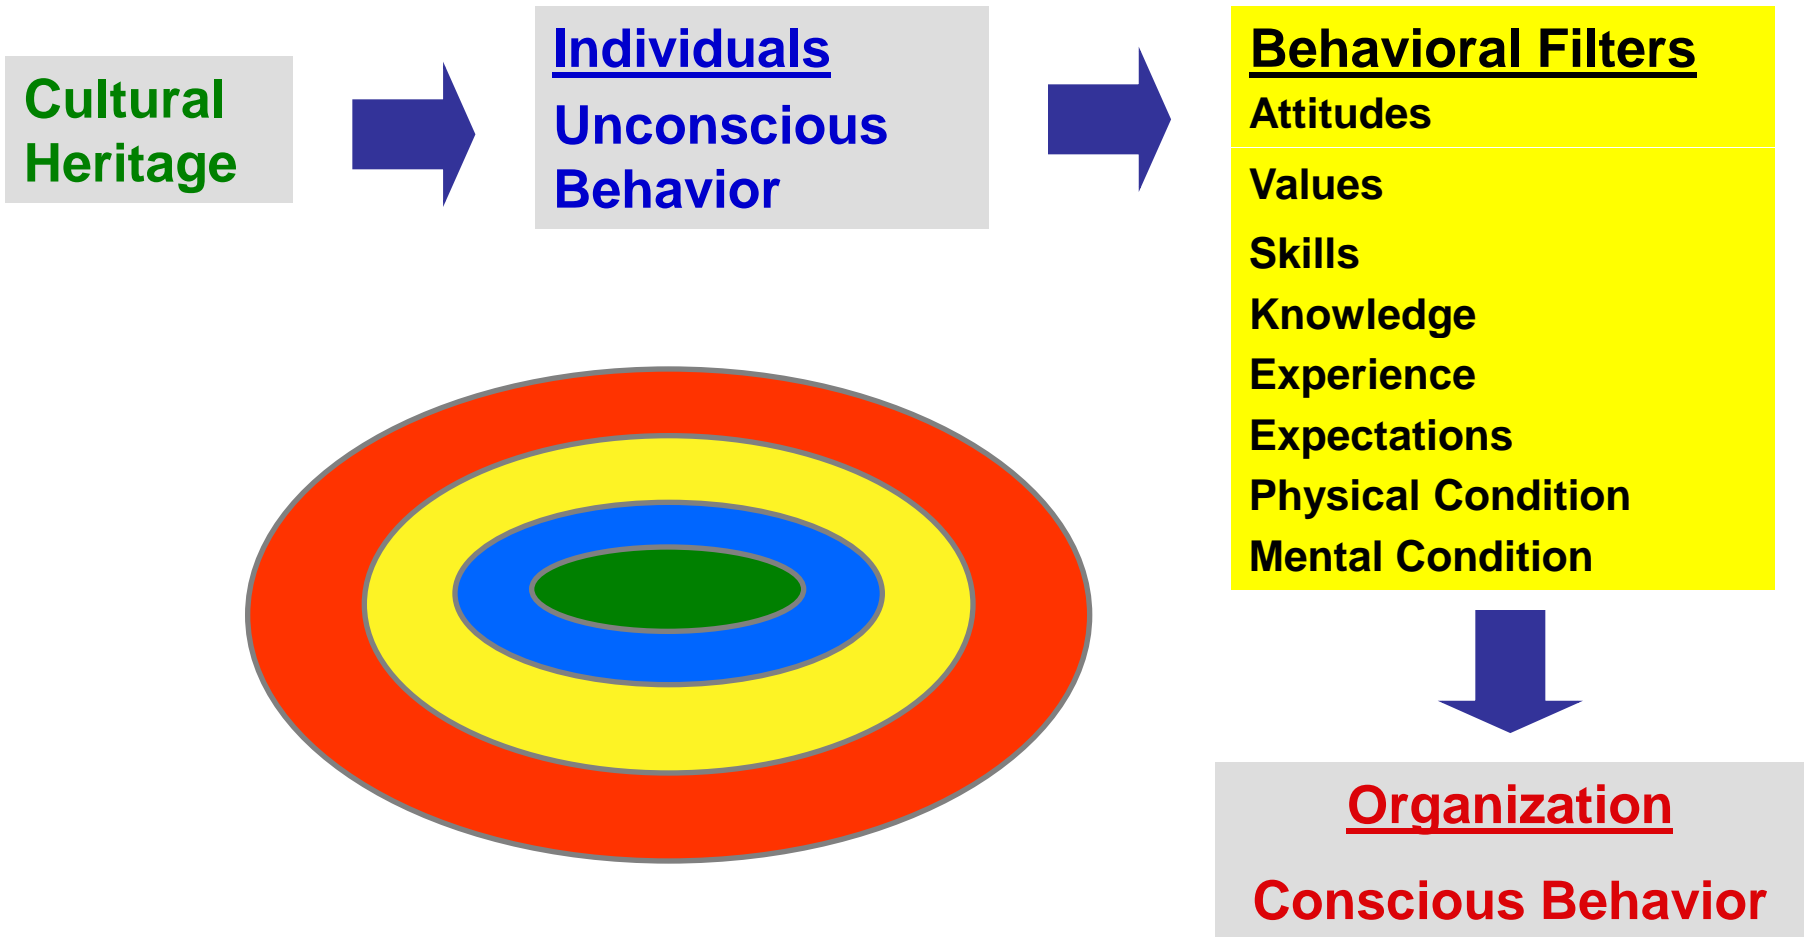 Cultural
Heritage
Individuals
Unconscious
Behavior
Behavioral Filters
Attitudes
Values
Skills
Knowledge
Experience
Expectations
Physical Condition
Mental Condition
Organization
Conscious Behavior